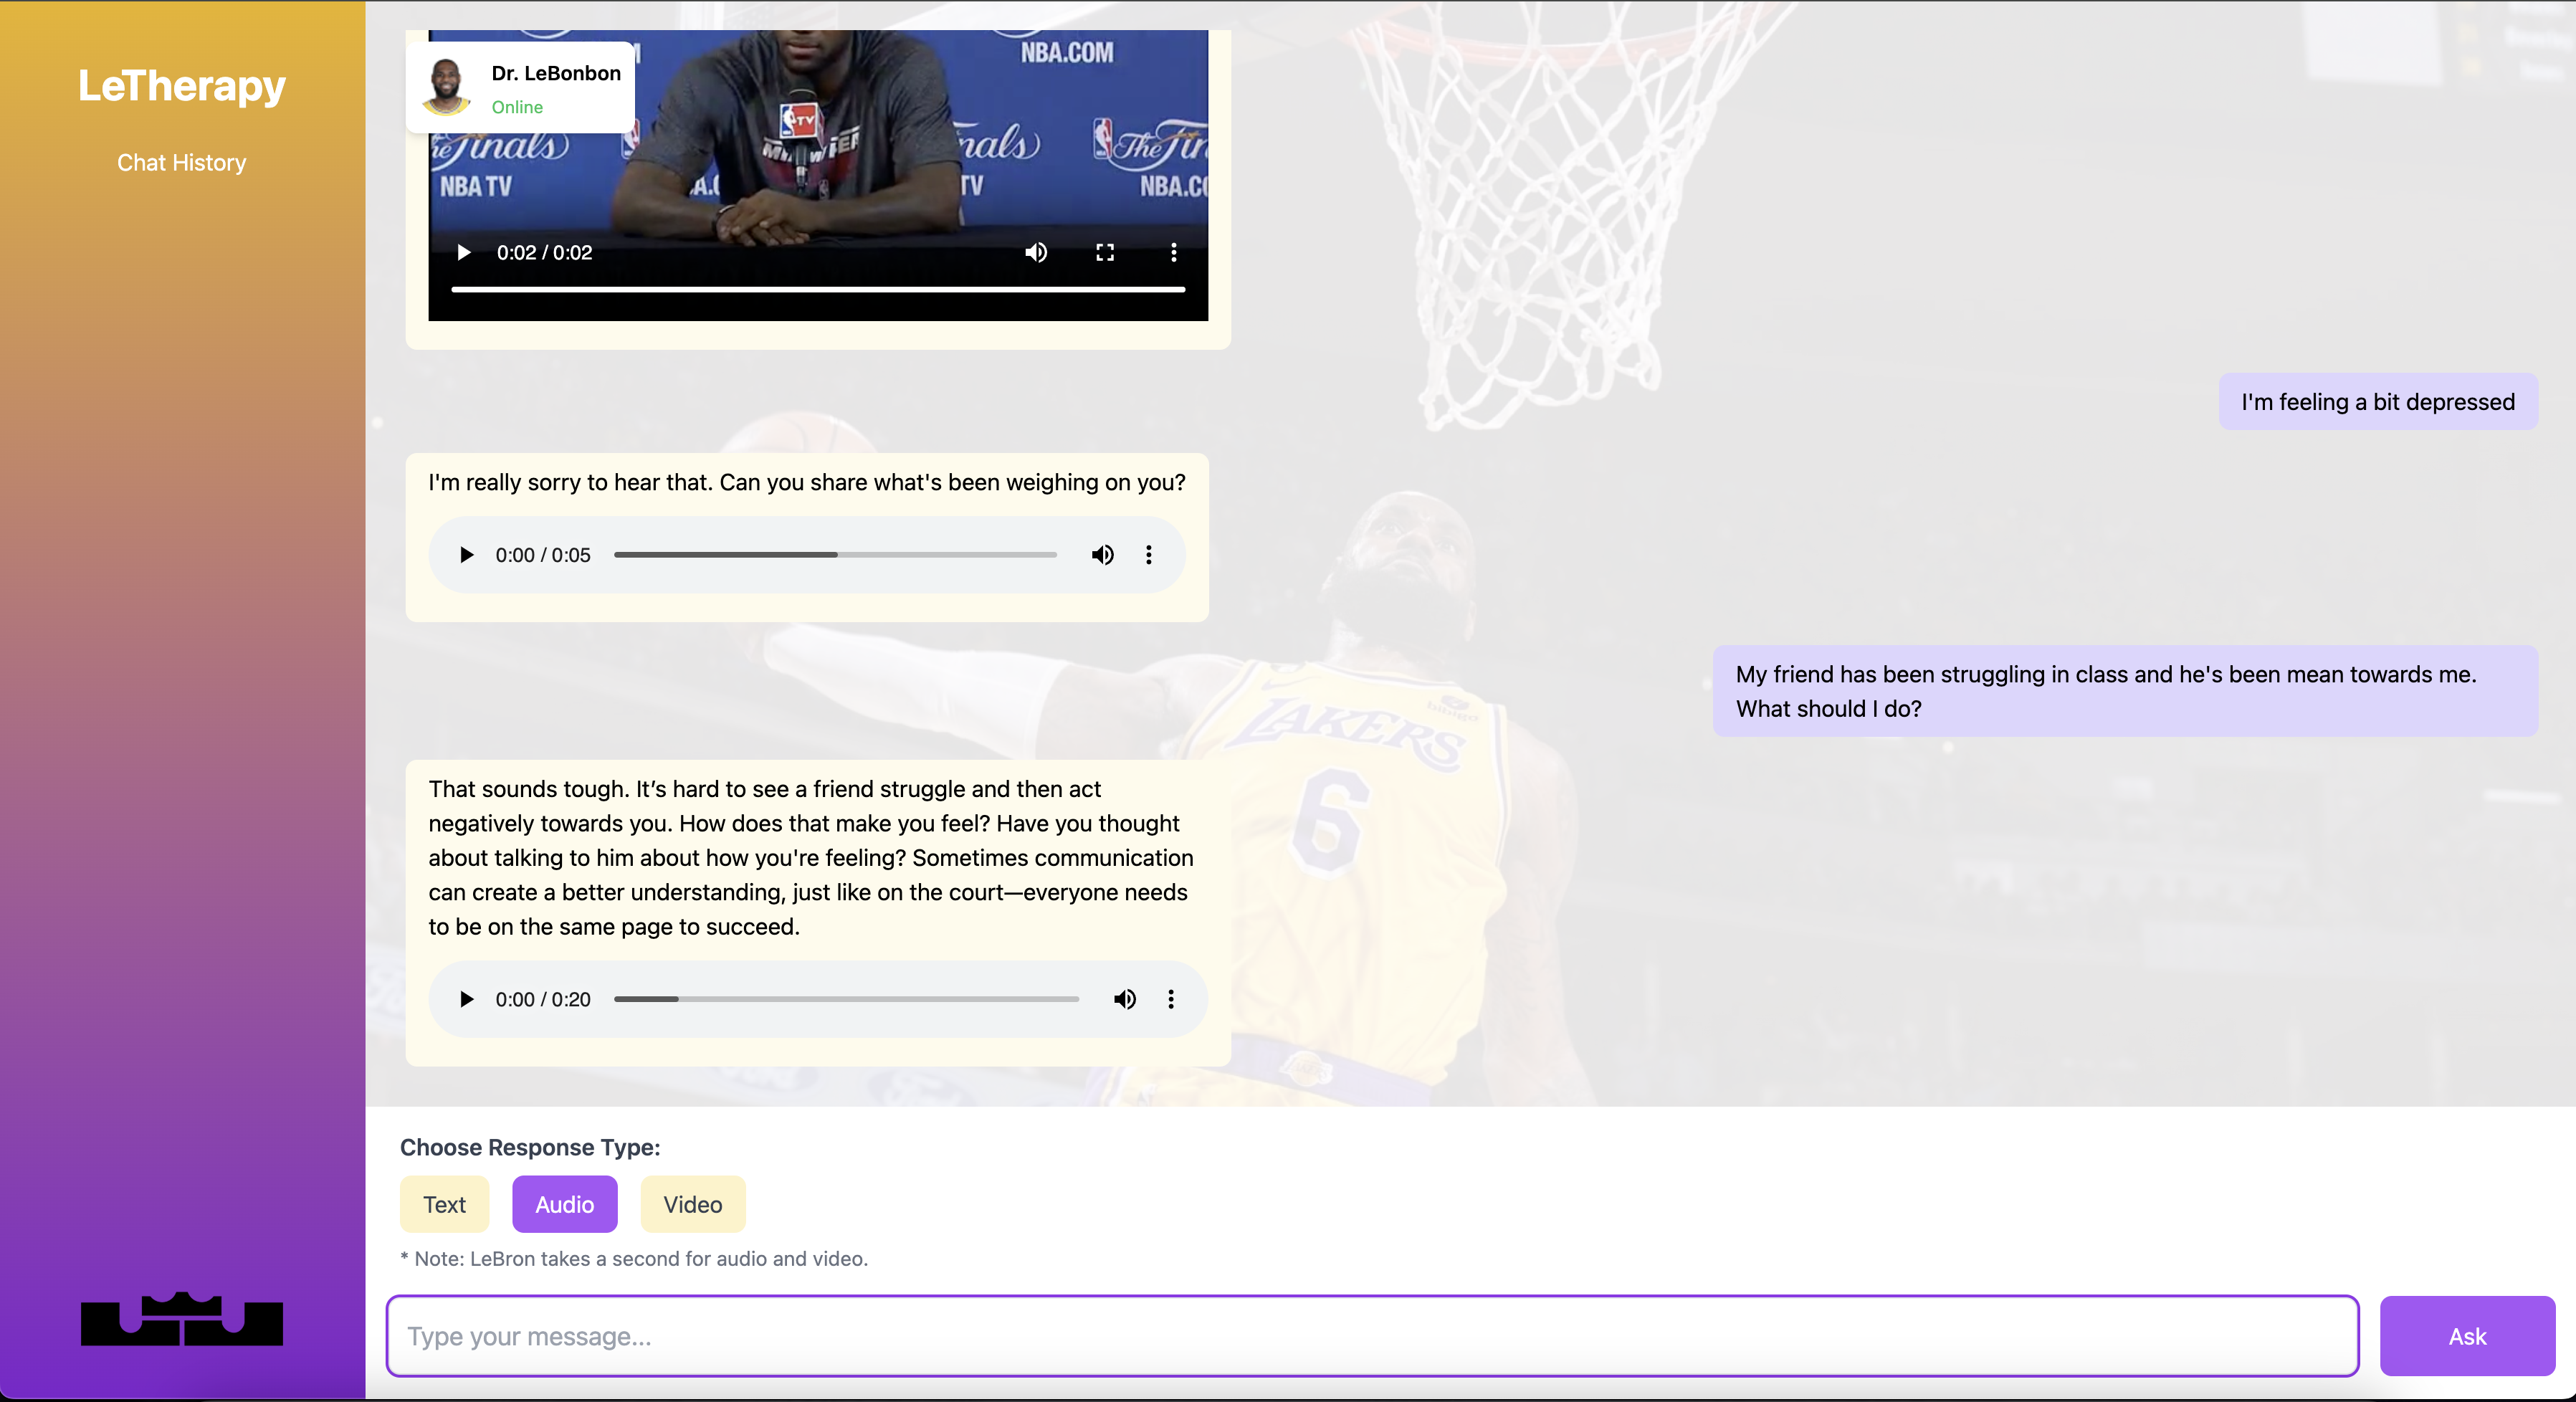 LeTherapy
Chat History
Dr. LeBonbon
Online
NBA.COM
TV
Finals
NBA TV
nals
TV
The Fin
NBA.CO
0:02 / 0:02
I'm feeling a bit depressed
I'm really sorry to hear that. Can you share what's been weighing on you?
0:00 / 0:05
My friend has been struggling in class and he's been mean towards me.
What should I do?
That sounds tough. It’s hard to see a friend struggle and then act
negatively towards you. How does that make you feel? Have you thought
about talking to him about how you're feeling? Sometimes communication
can create a better understanding, just like on the court—everyone needs
to be on the same page to succeed.
0:00 / 0:20
bibigo
LAKERS
6
Choose Response Type:
Text
Audio
Video
* Note: LeBron takes a second for audio and video.
Type your message...
Ask